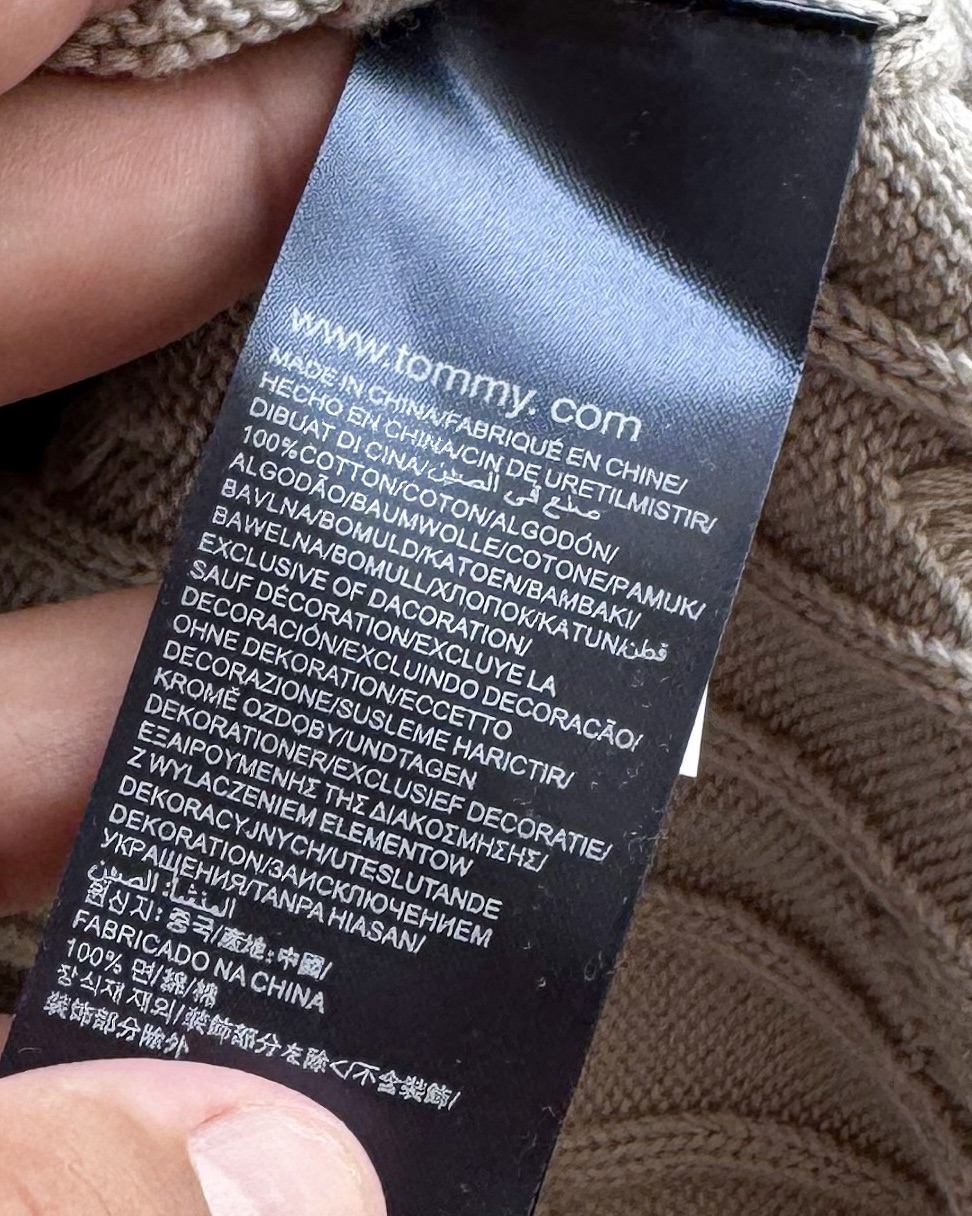 www.tommy. com
MADE IN CHINA/FABRIQUÉ EN CHINE/
HECHO EN CHINA/CIN DE URETILMISTIR/
DIBUAT DI CINA/صنع في الصين
100%COTTON/COTON/ALGODÓN/
ALGODÃO/BAUMWOLLE/COTONE/PAMUK/
BAVLNA/BOMULD/KATOEN/BAMBAKI/
BAWELNA/BOMULL/ХЛОПОК/KATUN/قطن
EXCLUSIVE OF DACORATION/
SAUF DÉCORATION/EXCLUYE LA
DECORACIÓN/EXCLUINDO DECORAÇÃO/
OHNE DEKORATION/ECCETTO
DECORAZIONE/SUSLEME HARICTIR/
KROMĚ OZDOBY/UNDTAGEN
DEKORATIONER/EXCLUSIEF DECORATIE/
ΕΞΑΙΡΟΥΜΕΝΗΣ ΤΗΣ ΔΙΑΚΟΣΜΗΣΗΣ/
Z WYLACZENIEM ELEMENTOW
DEKORACYJNYCH/UTESLUTANDE
DEKORATION/ЗАИСКЛЮЧЕНИЕМ
УКРАЩЕНИЯ/TANPA HIASAN/
المنشأ: الصين
원산지: 중국/産地:中國/
FABRICADO NA CHINA
100% 면/綿/棉
장식재 제외/装飾部分を除く/不含裝飾/
裝飾部分除外